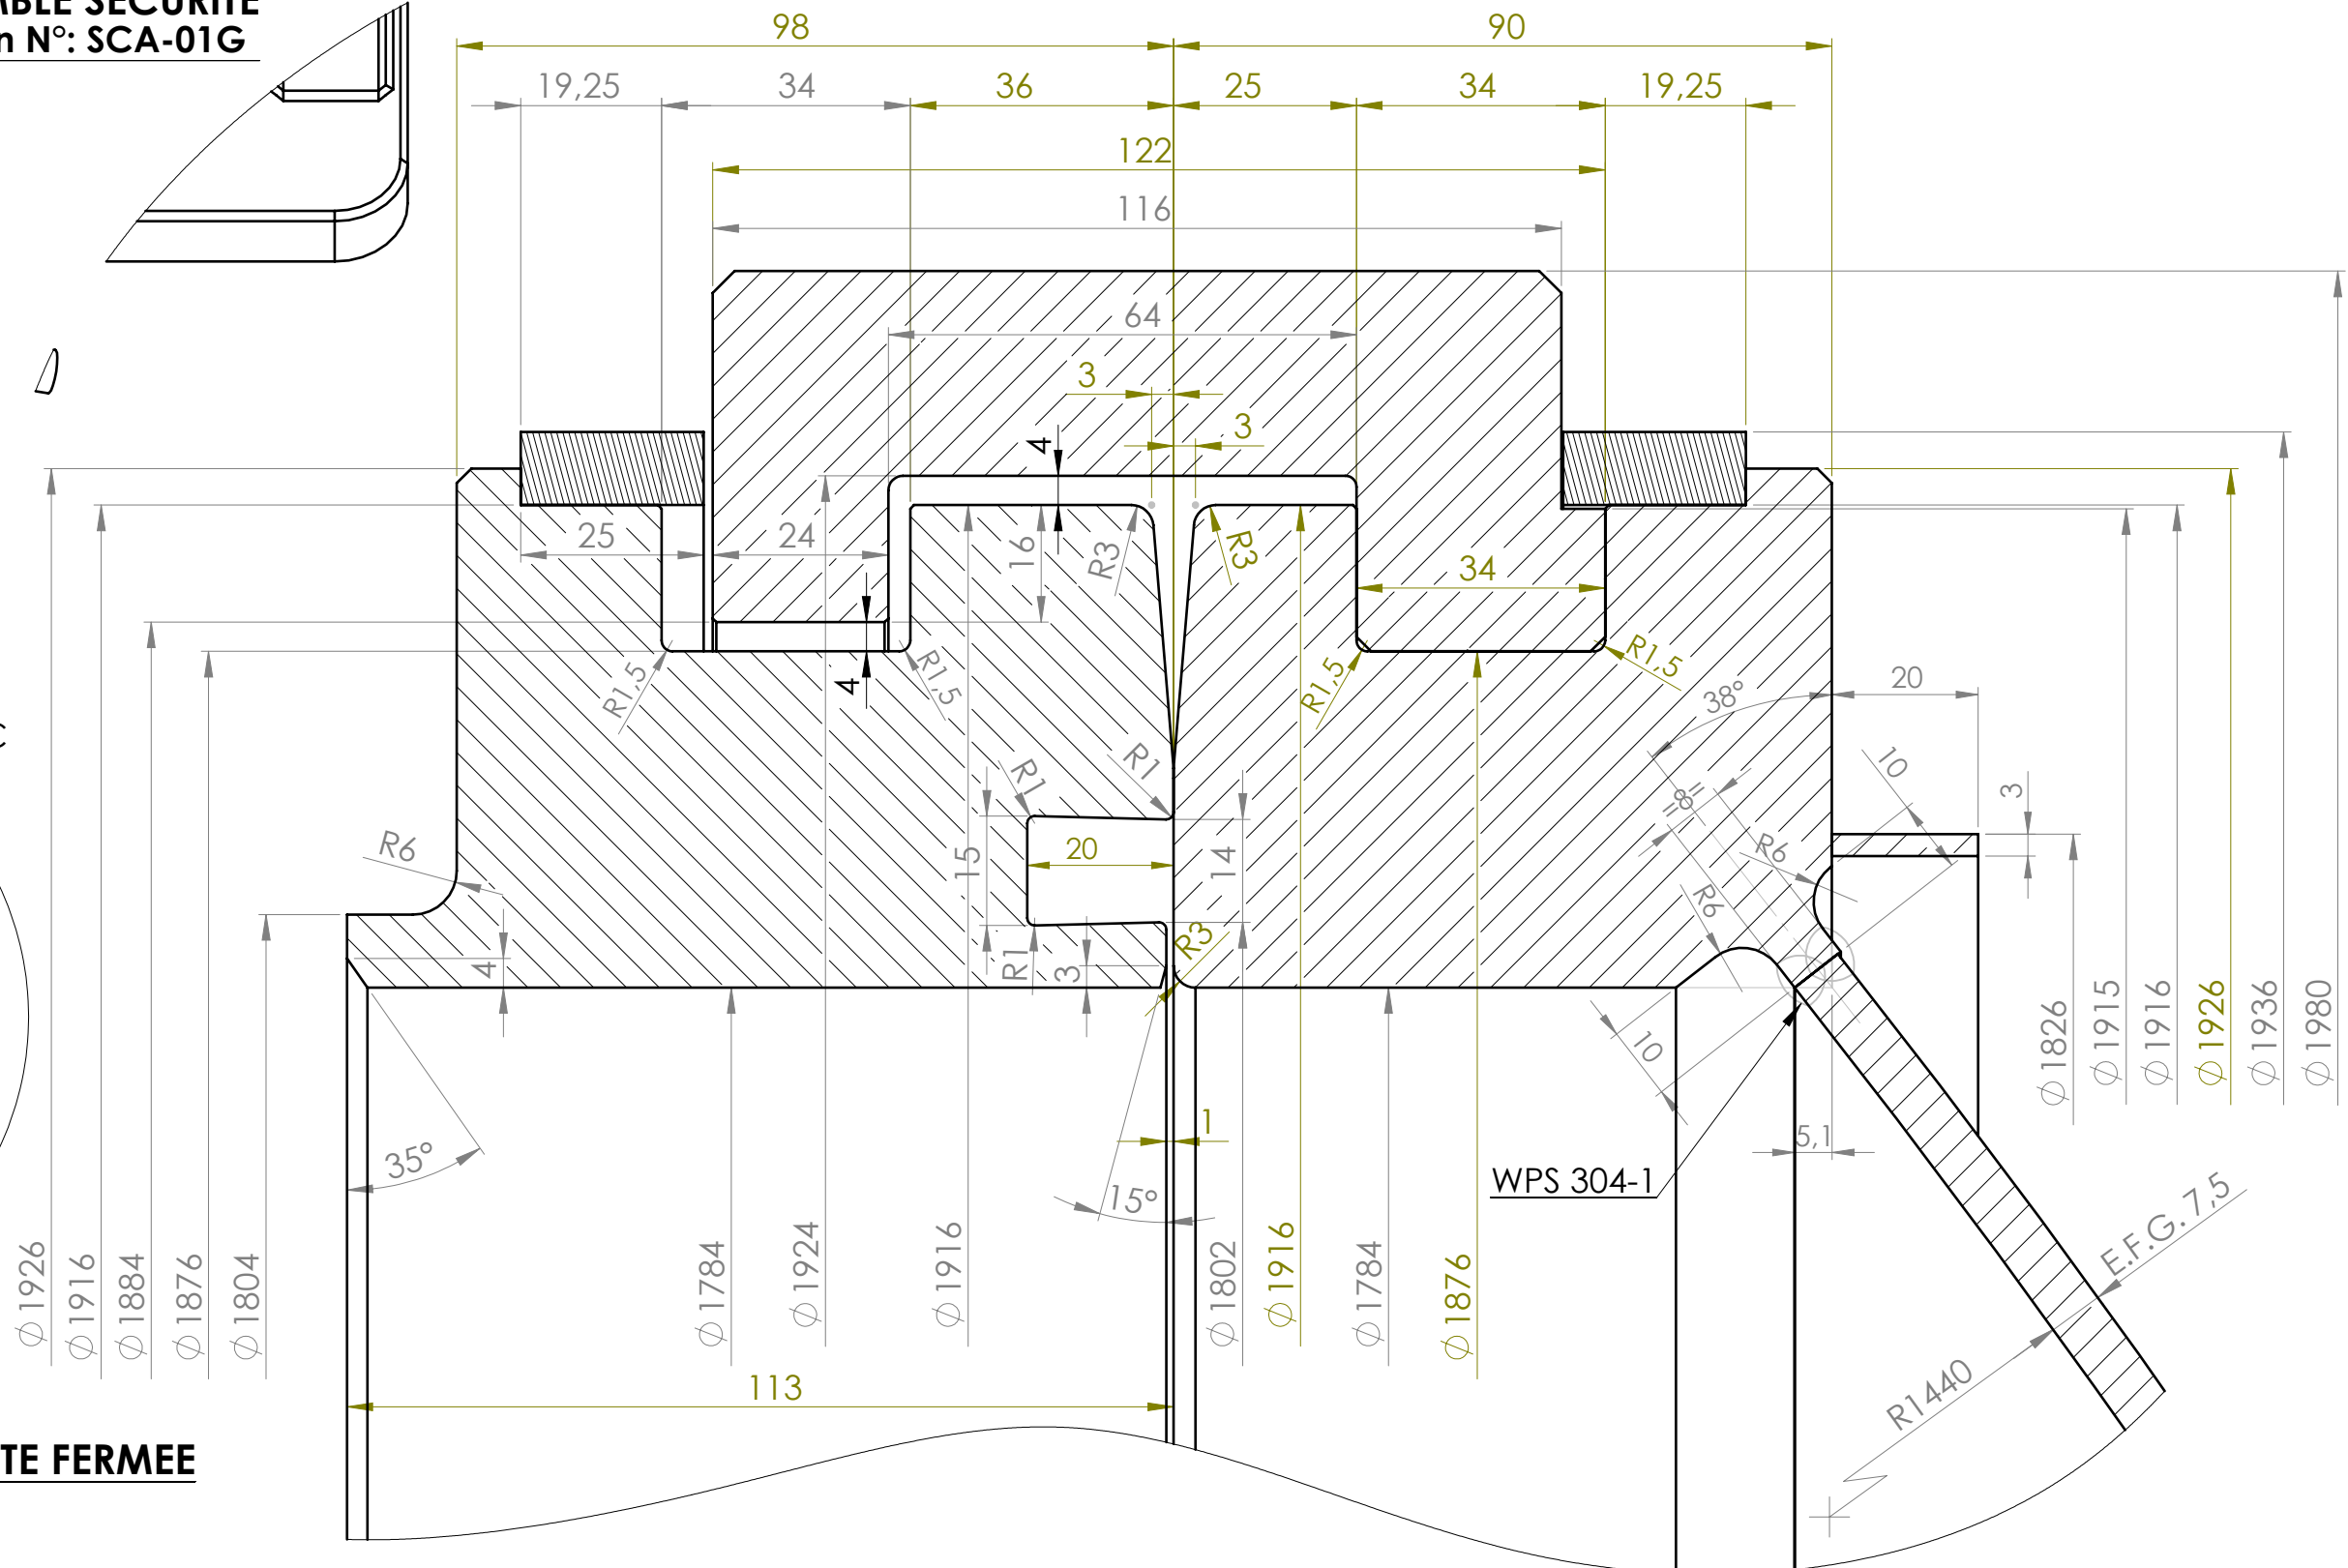 MBLE SECURITE
n N°: SCA-01G
98
90
19,25
34
36
25
34
19,25
122
116
64
3
3
4
25
24
16
R3
R3
34
4
R1,5
R1,5
R1,5
R1,5
38°
20
10
3
=8=
R1
R1
R6
15
20
14
R6
R6
4
R1
3
R3
10
Ø1826
Ø1915
Ø1916
Ø1926
Ø1936
Ø1980
1
5,1
35°
15°
WPS 304-1
E.F.G. 7,5
Ø1926
Ø1916
Ø1884
Ø1876
Ø1804
Ø1784
Ø1924
Ø1916
Ø1802
Ø1916
Ø1784
Ø1876
R1440
113
TE FERMEE